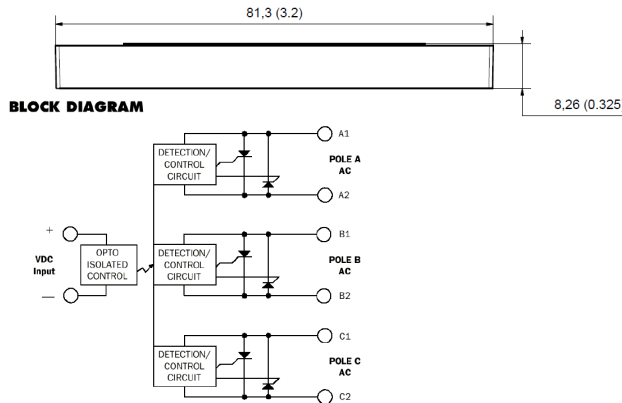 81,3 (3.2)
8,26 (0.325
BLOCK DIAGRAM
A1
DETECTION/
CONTROL
CIRCUIT
POLE A
AC
A2
+
VDC
Input
—
OPTO
ISOLATED
CONTROL
B1
DETECTION/
CONTROL
CIRCUIT
POLE B
AC
B2
C1
DETECTION/
CONTROL
CIRCUIT
POLE C
AC
C2